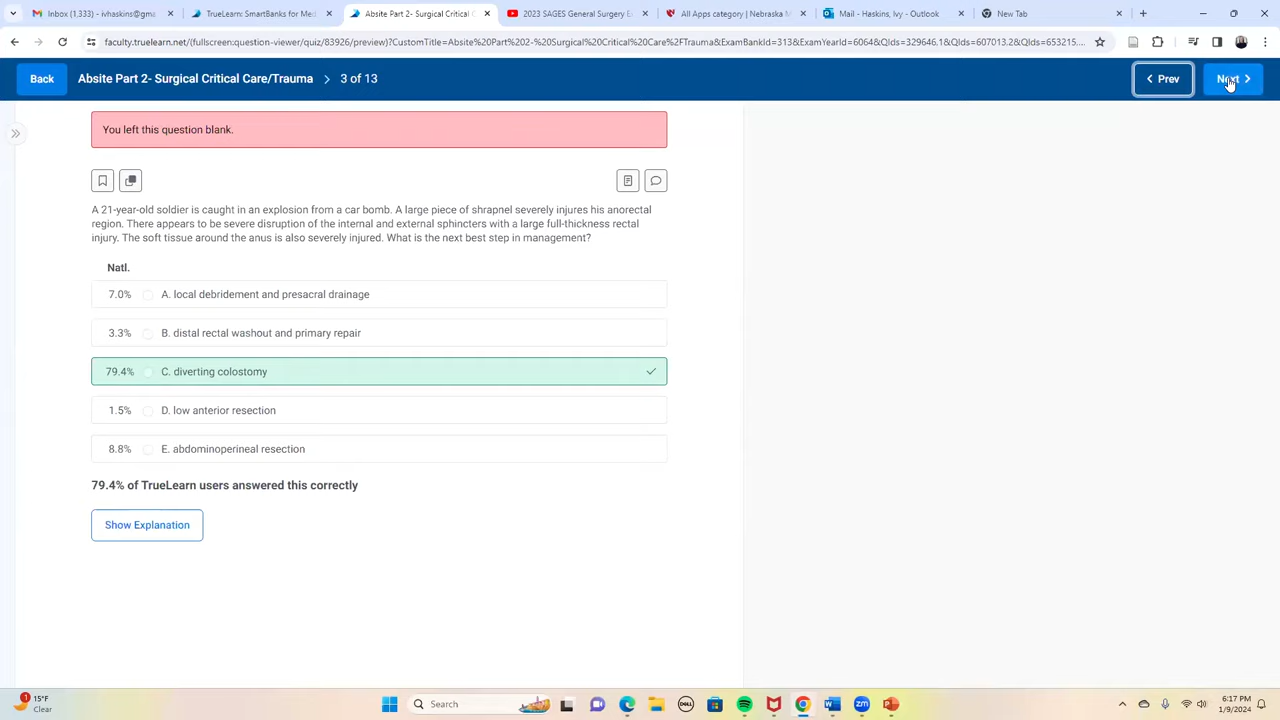 Inbox (1,333) - ivhaskins@gma
TrueLearn: SmartBanks for Med
Absite Part 2- Surgical Critical C
2023 SAGES General Surgery E
All Apps category | Nebraska M
Mail - Haskins, Ivy - Outlook
New Tab
faculty.truelearn.net/(fullscreen:question-viewer/quiz/83926/preview)?CustomTitle=Absite%20Part%202-%20Surgical%20Critical%20Care%2FTrauma&ExamBankId=313&ExamYearId=6064&QIds=329646.1&QIds=607013.2&QIds=653215....
Back
Absite Part 2- Surgical Critical Care/Trauma > 3 of 13
Prev
Next
You left this question blank.
A 21-year-old soldier is caught in an explosion from a car bomb. A large piece of shrapnel severely injures his anorectal
region. There appears to be severe disruption of the internal and external sphincters with a large full-thickness rectal
injury. The soft tissue around the anus is also severely injured. What is the next best step in management?
Natl.
7.0% A. local debridement and presacral drainage
3.3% B. distal rectal washout and primary repair
79.4% C. diverting colostomy
1.5% D. low anterior resection
8.8% E. abdominoperineal resection
79.4% of TrueLearn users answered this correctly
Show Explanation
1
15°F
Clear
Search
DELL
zm
6:17 PM
1/9/2024